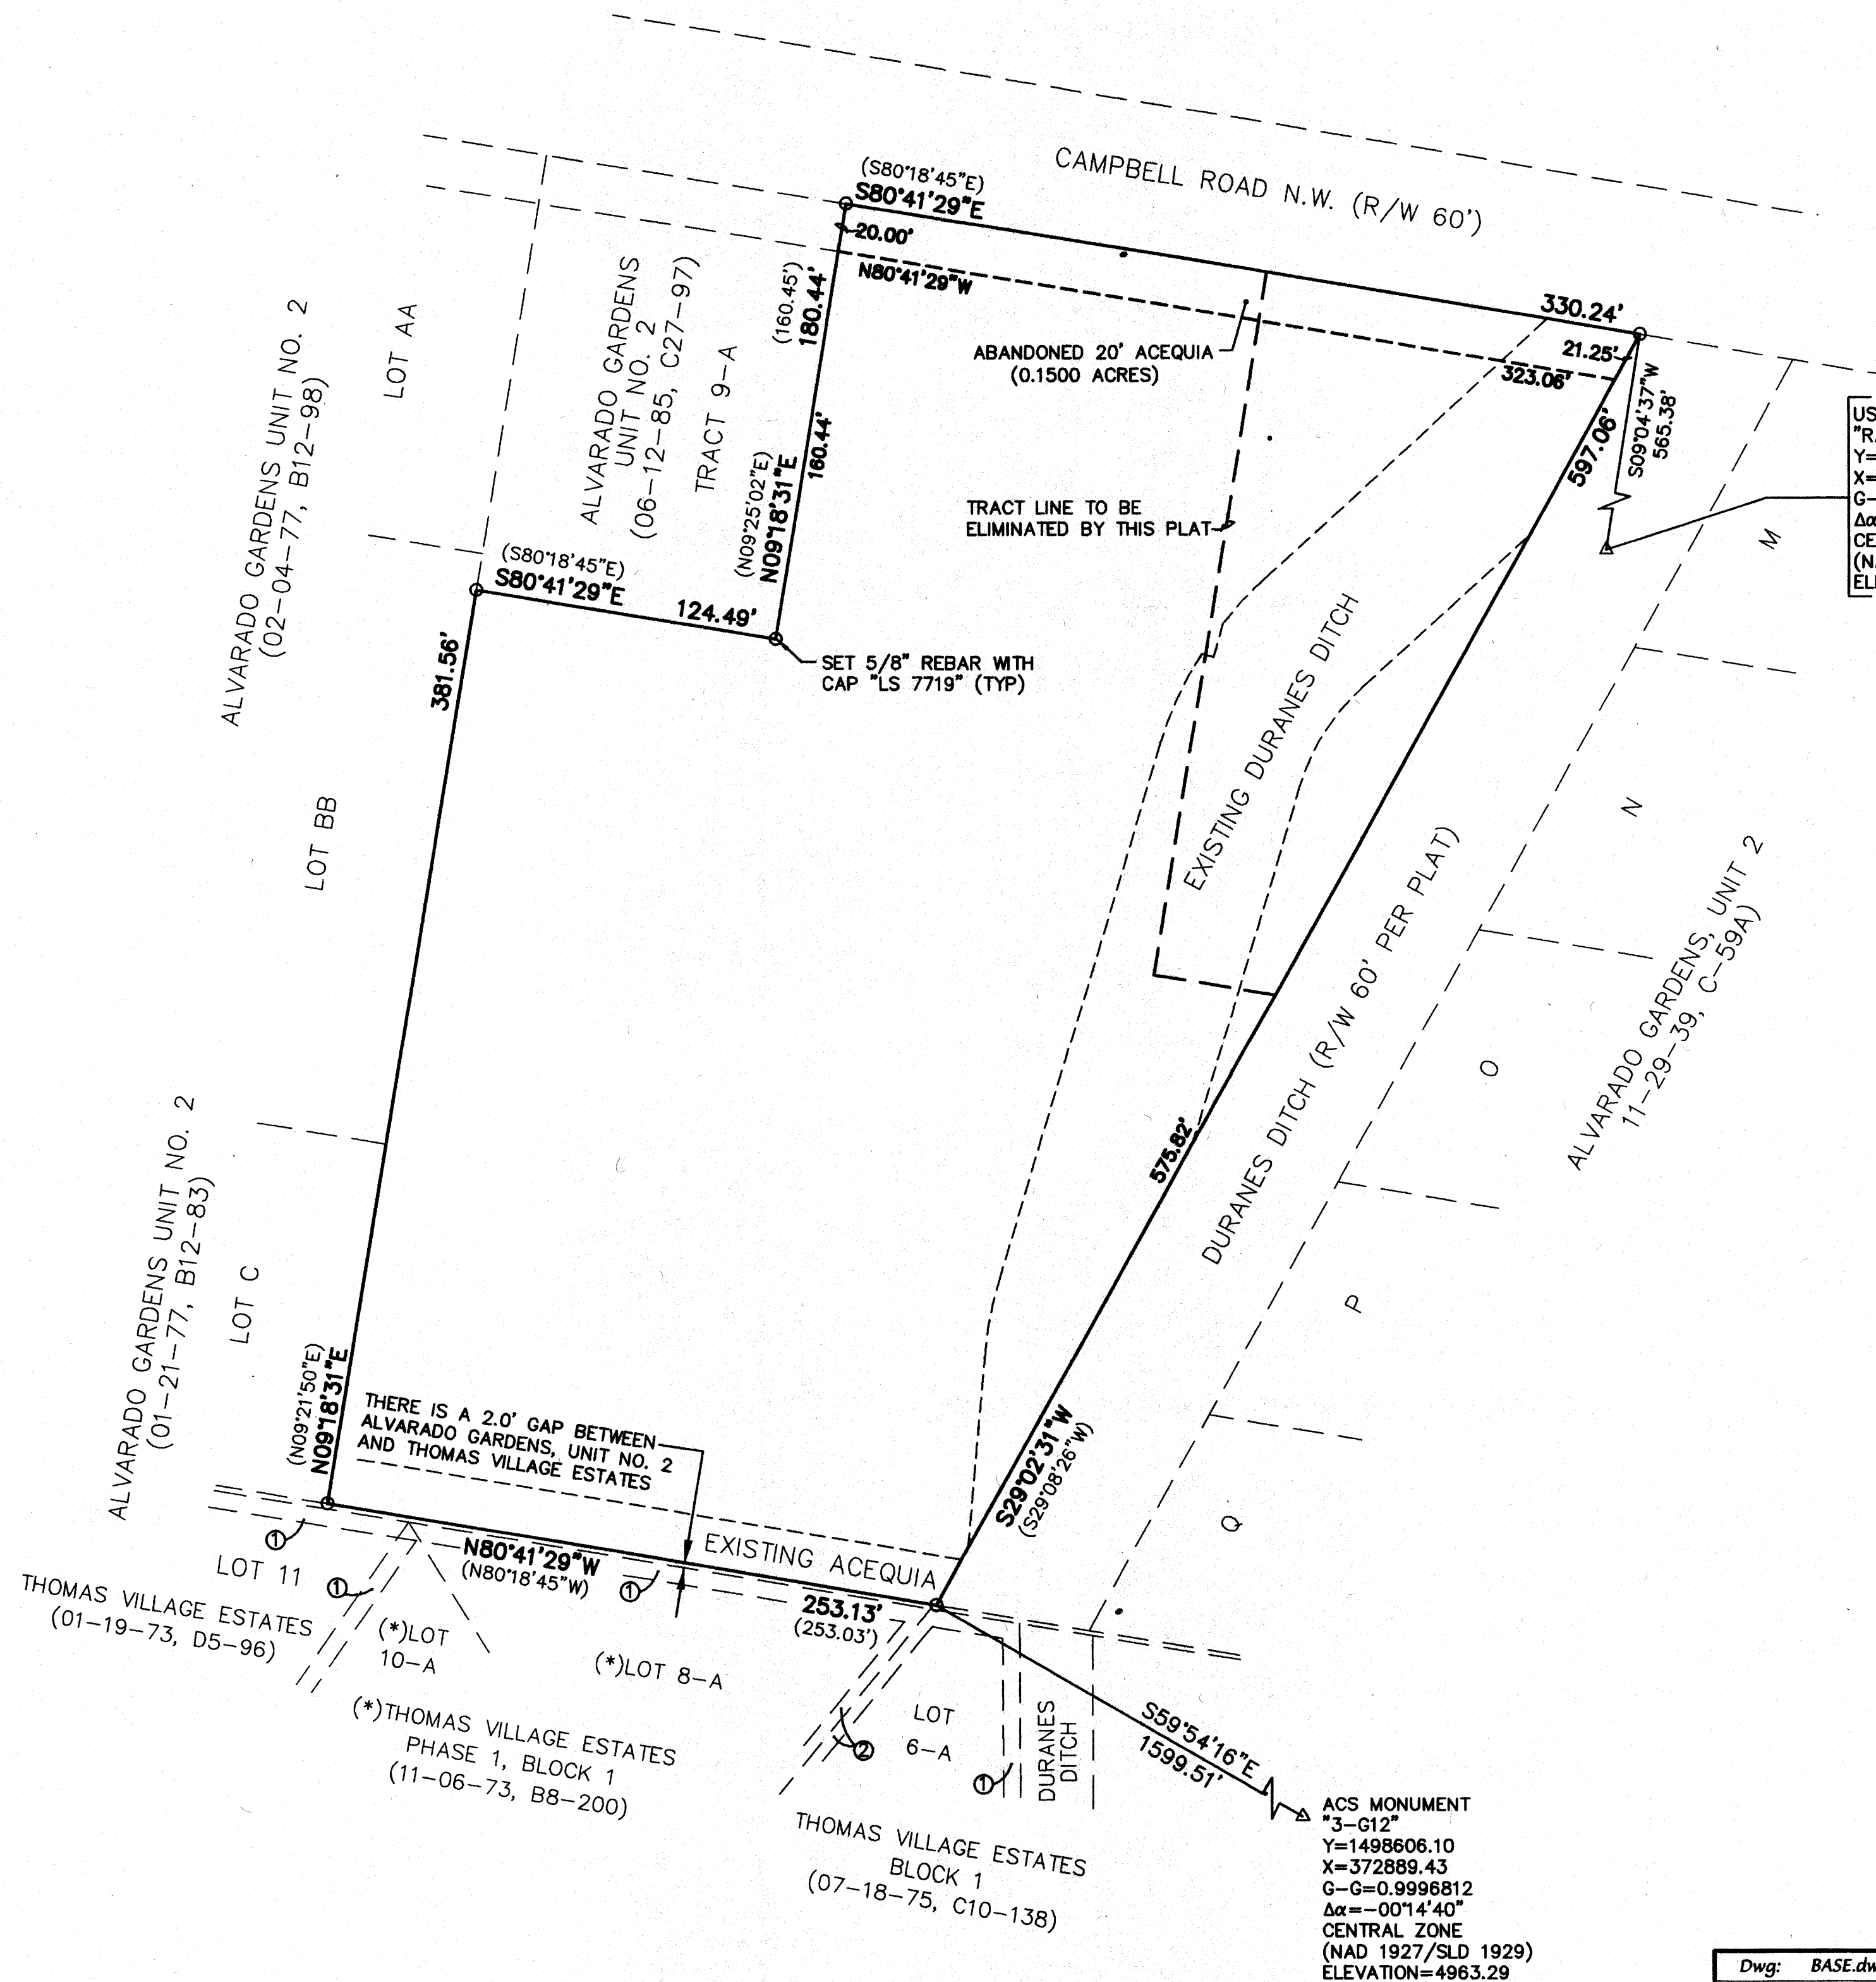 CAMPBELL ROAD N.W. (R/W 60')
(S80°18'45"E)
S80°41'29"E
20.00'
N80°41'29"W
330.24'
21.25'
323.06'
(160.45')
180.44'
160.44'
(N09°25'02"E)
N09°18'31"E
ABANDONED 20' ACEQUIA
(0.1500 ACRES)
TRACT LINE TO BE
ELIMINATED BY THIS PLAT
597.06'
S09°04'37"W
565.38'
US
"R
Y=
X=
G-
Δα
CE
(N
ELE
ALVARADO GARDENS UNIT NO. 2
(02-04-77, B12-98)
LOT AA
ALVARADO GARDENS
UNIT NO. 2
(06-12-85, C27-97)
TRACT 9-A
(S80°18'45"E)
S80°41'29"E
124.49'
SET 5/8" REBAR WITH
CAP "LS 7719" (TYP)
381.56'
LOT BB
EXISTING DURANES DITCH
DURANES DITCH (R/W 60' PER PLAT)
575.82'
M
N
O
P
Q
ALVARADO GARDENS, UNIT 2
11-29-39, C-59A)
ALVARADO GARDENS UNIT NO. 2
(01-21-77, B12-83)
LOT C
(N09°21'50"E)
N09°18'31"E
THERE IS A 2.0' GAP BETWEEN
ALVARADO GARDENS, UNIT NO. 2
AND THOMAS VILLAGE ESTATES
S29°02'31"W
(S29°08'26"W)
EXISTING ACEQUIA
N80°41'29"W
(N80°18'45"W)
253.13'
(253.03')
1
LOT 11
1
1
THOMAS VILLAGE ESTATES
(01-19-73, D5-96)
(*)LOT
10-A
(*)LOT 8-A
(*)THOMAS VILLAGE ESTATES
PHASE 1, BLOCK 1
(11-06-73, B8-200)
2
LOT
6-A
1
DURANES
DITCH
THOMAS VILLAGE ESTATES
BLOCK 1
(07-18-75, C10-138)
S59°54'16"E
1599.51'
ACS MONUMENT
"3-G12"
Y=1498606.10
X=372889.43
G-G=0.9996812
Δα=-00°14'40"
CENTRAL ZONE
(NAD 1927/SLD 1929)
ELEVATION=4963.29
Dwg: BASE.dw